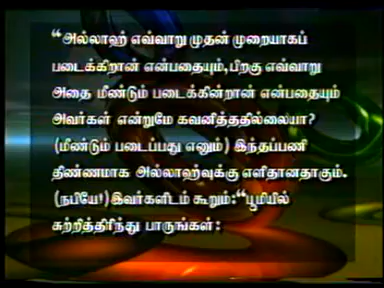 “அல்லாஹ் எவ்வாறு முதன் முறையாகப்
படைக்கிறான் என்பதையும்,பிறகு எவ்வாறு
அதை மீண்டும் படைக்கின்றான் என்பதையும்
அவர்கள் என்றுமே கவனித்ததில்லையா?
(மீண்டும் படைப்பது எனும்) இந்தப்பணி
திண்ணமாக அல்லாஹ்வுக்கு எளிதானதாகும்.
(நபியே!)இவர்களிடம் கூறும்:“பூமியில்
சுற்றித்திரிந்து பாருங்கள்: